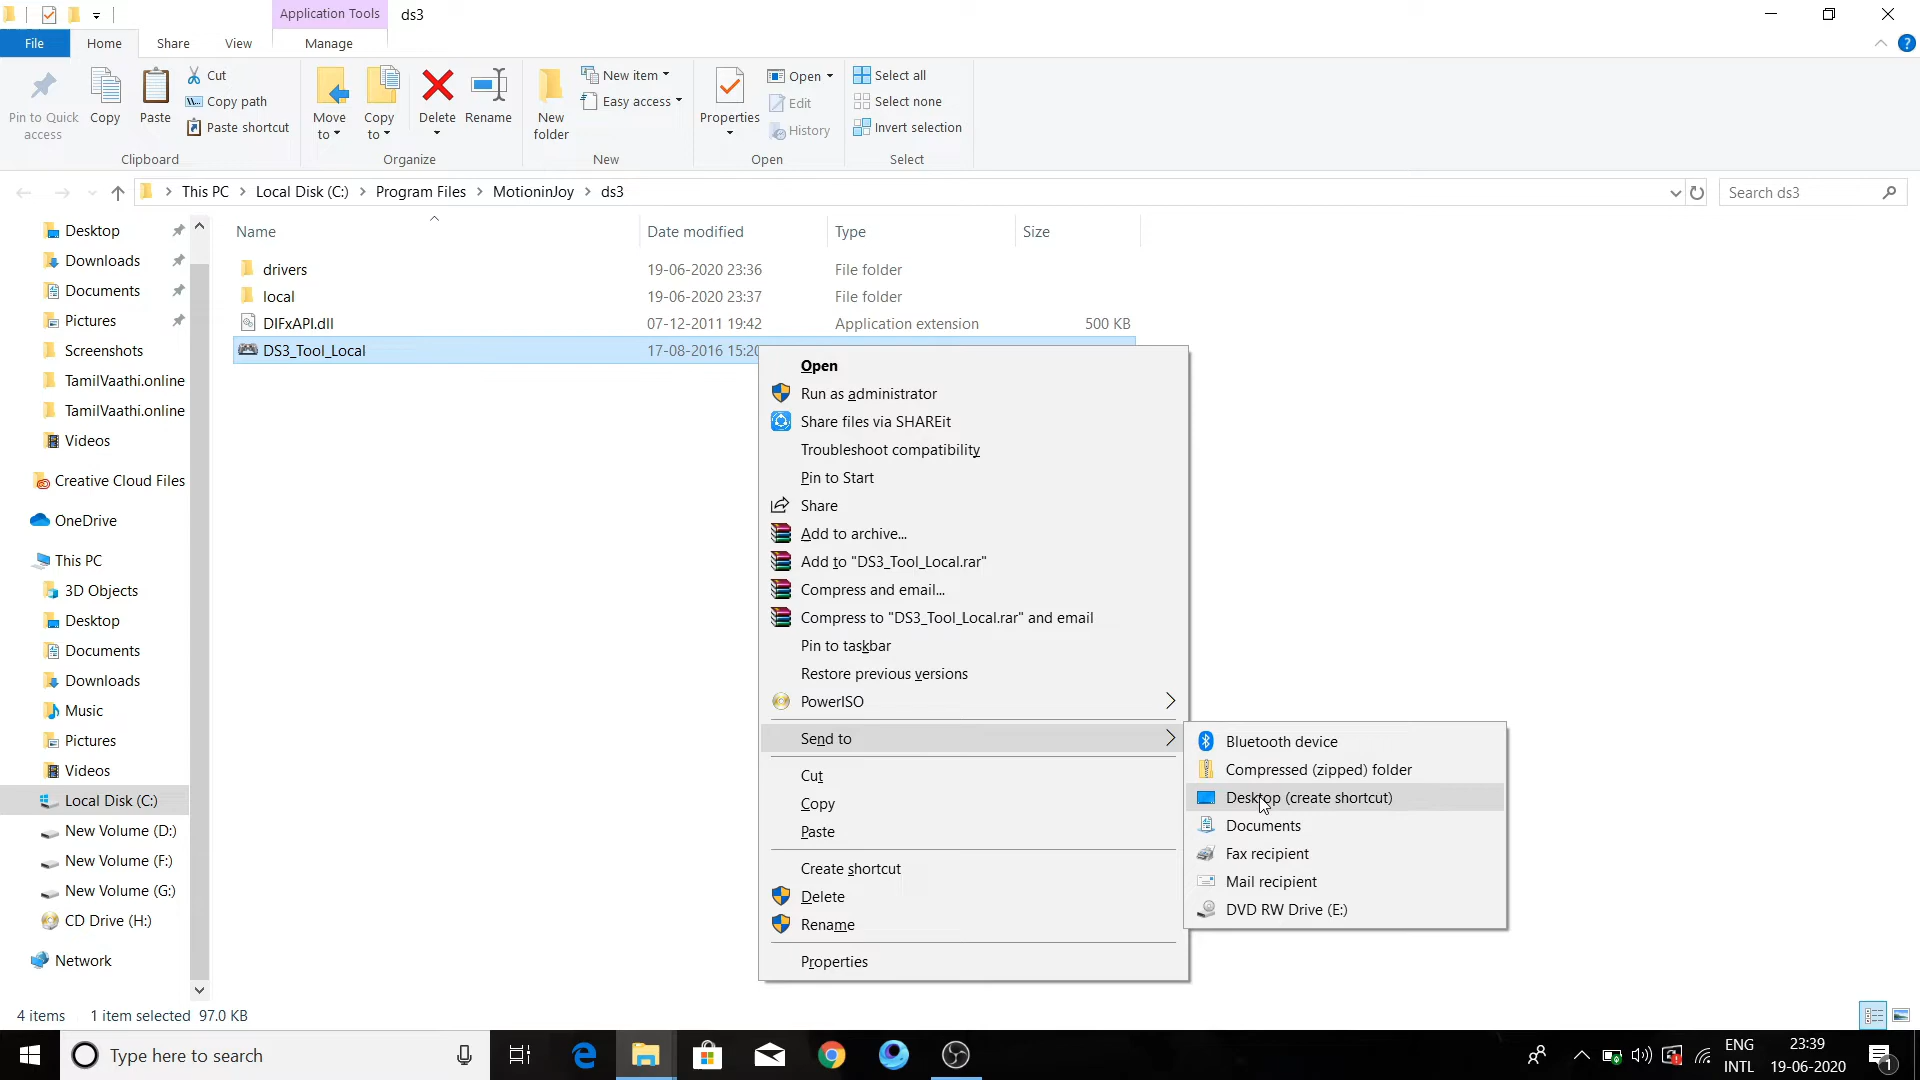 Application Tools
ds3
File
Home
Share
View
Manage
Pin to Quick access
Copy
Paste
Cut
Copy path
Paste shortcut
Clipboard
Move to
Copy to
Delete
Rename
Organize
New folder
New item
Easy access
New
Properties
Open
Edit
History
Open
Select all
Select none
Invert selection
Select
This PC
Local Disk (C:)
Program Files
MotioninJoy
ds3
Search ds3
Name
Date modified
Type
Size
drivers 19-06-2020 23:36 File folder
local 19-06-2020 23:37 File folder
DIFxAPI.dll 07-12-2011 19:42 Application extension 500 KB
DS3_Tool_Local 17-08-2016 15:20
Desktop
Downloads
Documents
Pictures
Screenshots
TamilVaathi.online
TamilVaathi.online
Videos
Creative Cloud Files
OneDrive
This PC
3D Objects
Desktop
Documents
Downloads
Music
Pictures
Videos
Local Disk (C:)
New Volume (D:)
New Volume (F:)
New Volume (G:)
CD Drive (H:)
Network
Open
Run as administrator
Share files via SHAREit
Troubleshoot compatibility
Pin to Start
Share
Add to archive...
Add to "DS3_Tool_Local.rar"
Compress and email...
Compress to "DS3_Tool_Local.rar" and email
Pin to taskbar
Restore previous versions
PowerISO
Send to
Cut
Copy
Paste
Create shortcut
Delete
Rename
Properties
Bluetooth device
Compressed (zipped) folder
Desktop (create shortcut)
Documents
Fax recipient
Mail recipient
DVD RW Drive (E:)
4 items
1 item selected 97.0 KB
Type here to search
ENG
INTL
23:39
19-06-2020
1